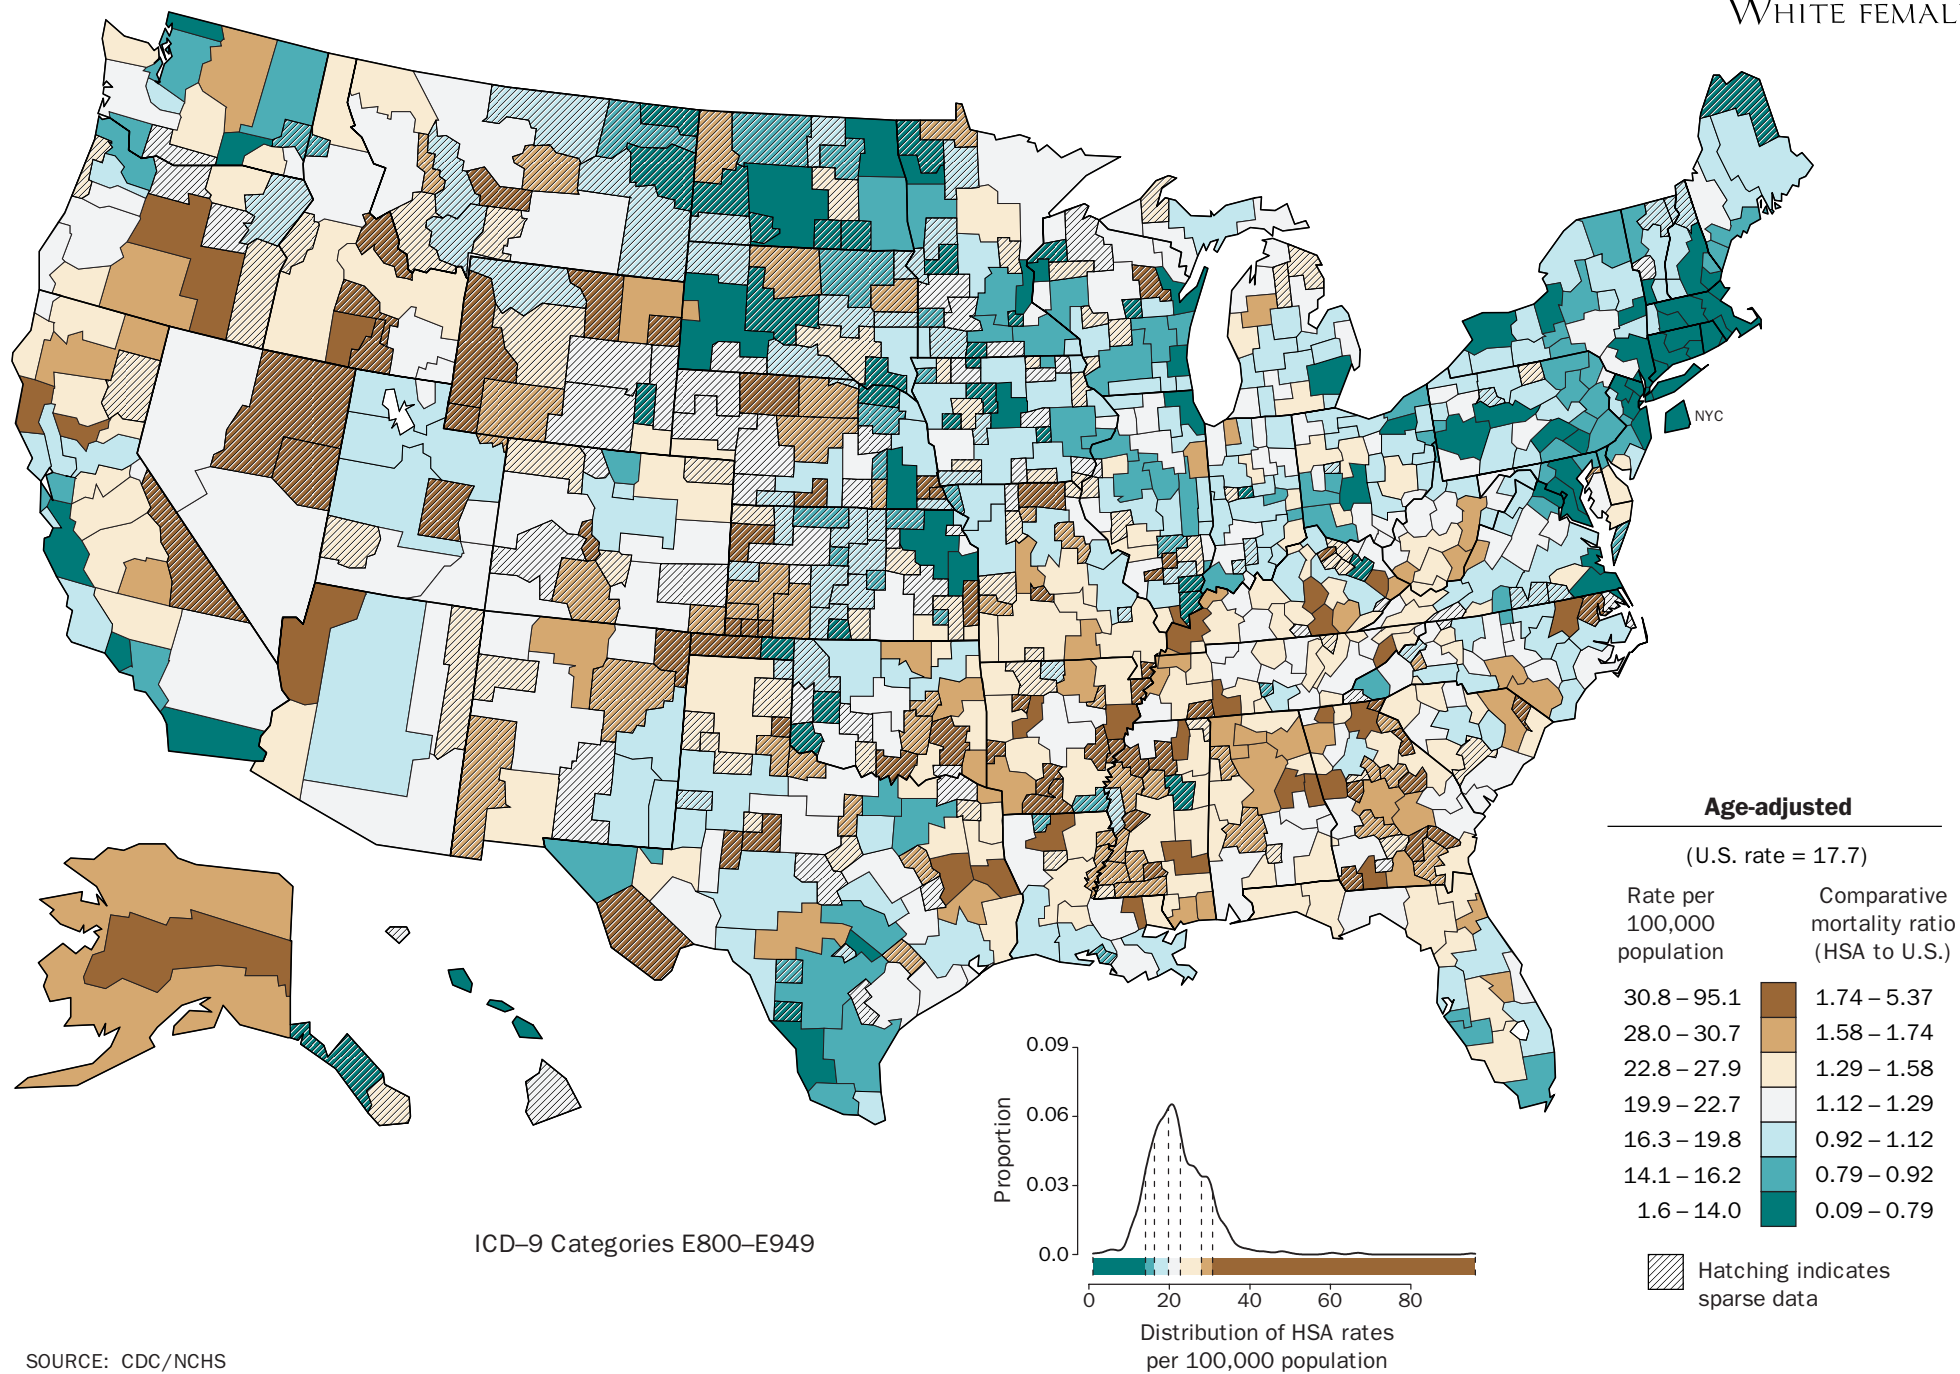 WHITE FEMAL
NYC
Age-adjusted
(U.S. rate = 17.7)
Rate per
100,000
population
Comparative
mortality ratio
(HSA to U.S.)
30.8 – 95.1 1.74 – 5.37
28.0 – 30.7 1.58 – 1.74
22.8 – 27.9 1.29 – 1.58
19.9 – 22.7 1.12 – 1.29
16.3 – 19.8 0.92 – 1.12
14.1 – 16.2 0.79 – 0.92
1.6 – 14.0 0.09 – 0.79
Hatching indicates
sparse data
0.09
0.06
0.03
0.0
Proportion
0 20 40 60 80
Distribution of HSA rates
per 100,000 population
ICD–9 Categories E800–E949
SOURCE: CDC/NCHS